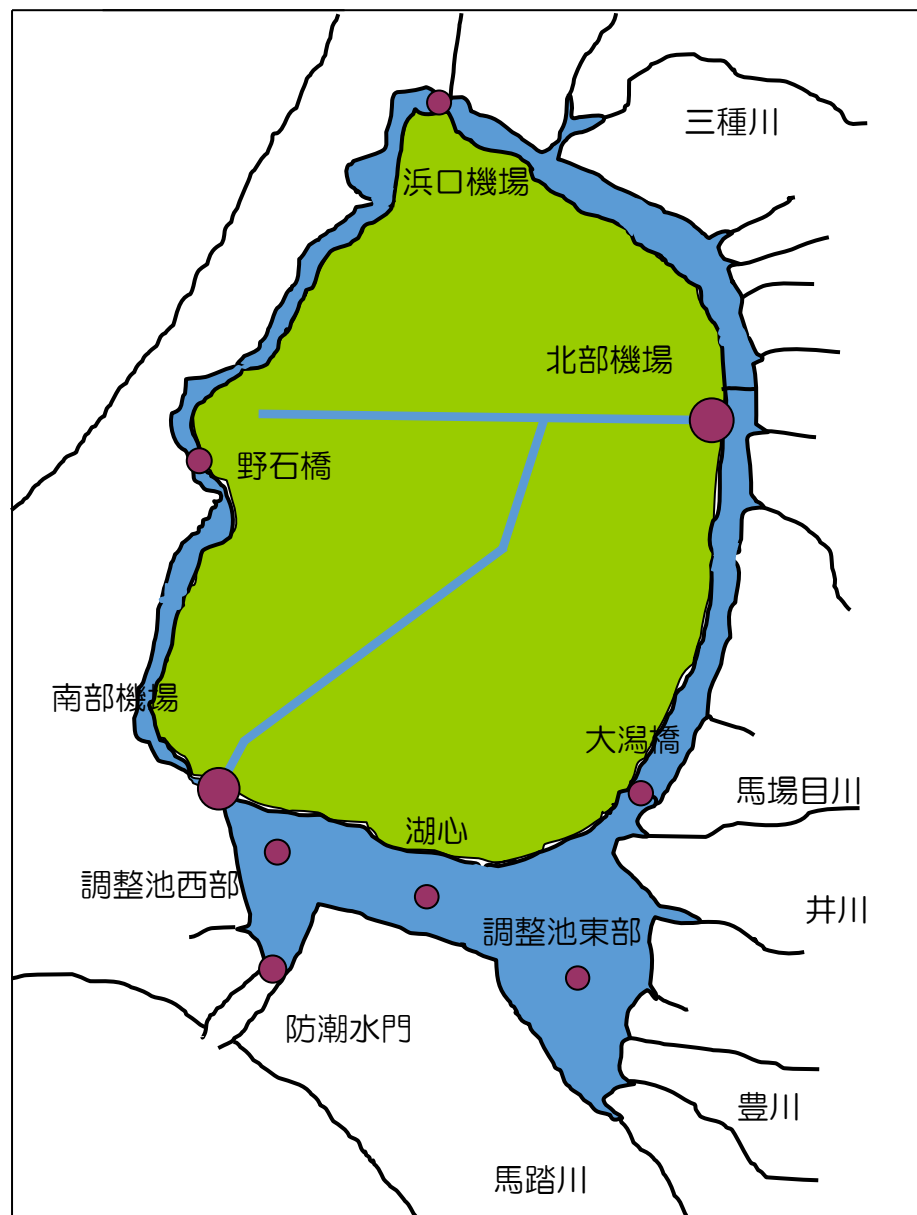 三種川
浜口機場
北部機場
野石橋
南部機場
大潟橋
馬場目川
湖心
調整池西部
井川
調整池東部
防潮水門
豊川
馬踏川